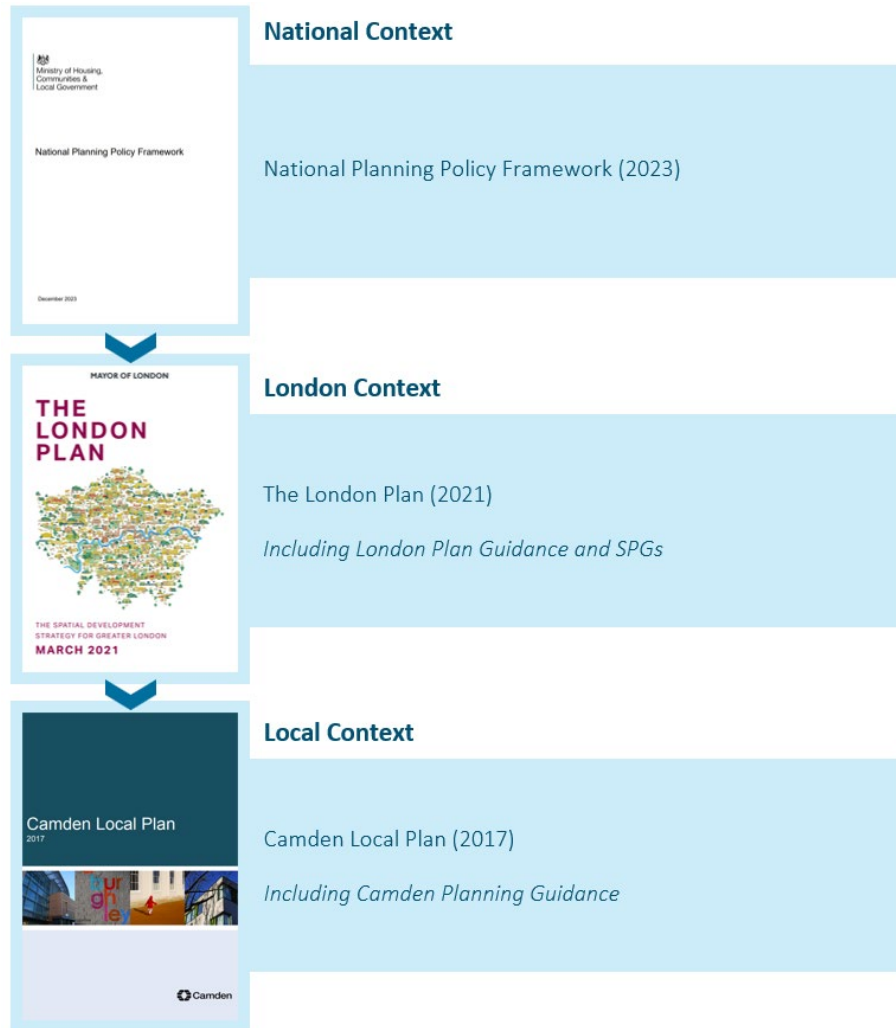 National Context
Ministry of Housing,
Communities &
Local Government
National Planning Policy Framework
National Planning Policy Framework (2023)
December 2023
MAYOR OF LONDON
London Context
THE
LONDON
PLAN
The London Plan (2021)
Including London Plan Guidance and SPGs
THE SPATIAL DEVELOPMENT
STRATEGY FOR GREATER LONDON
MARCH 2021
Local Context
Camden Local Plan
2017
Camden Local Plan (2017)
Including Camden Planning Guidance
ur
gh
ley
Camden